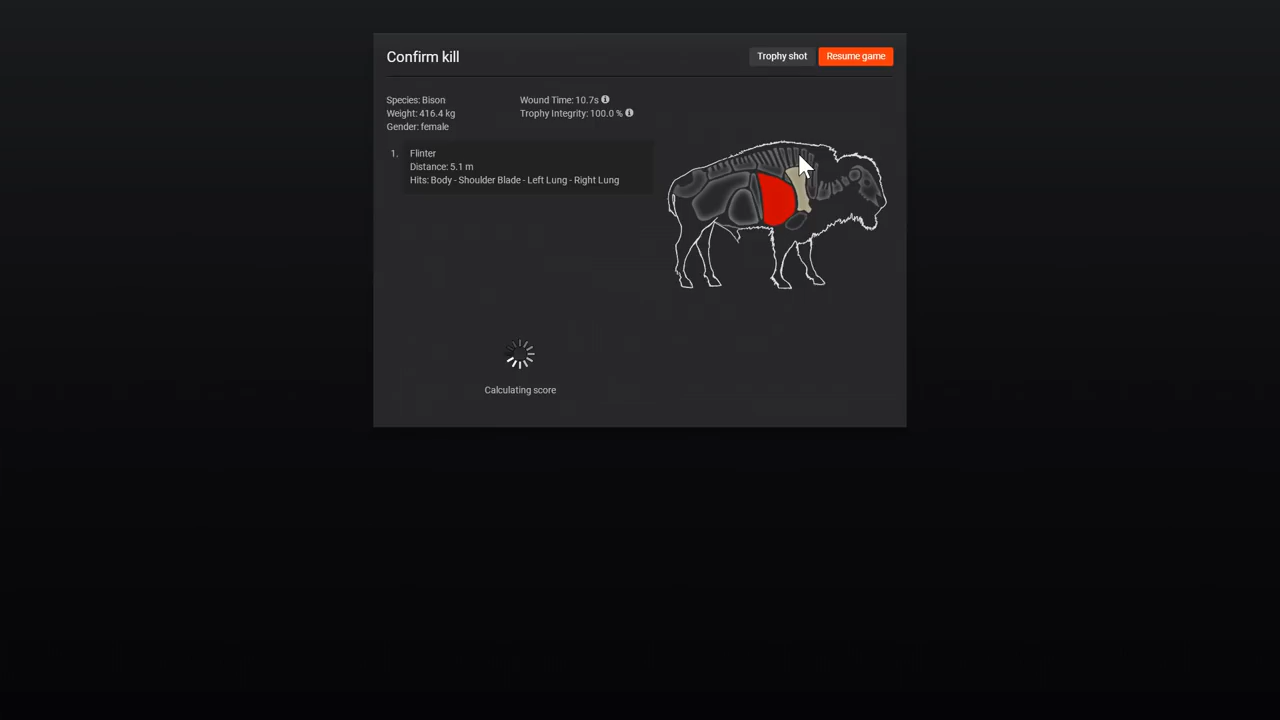 Confirm kill
Trophy shot
Resume game
Species: Bison
Weight: 416.4 kg
Gender: female
Wound Time: 10.7s
Trophy Integrity: 100.0 %
1. Flinter
Distance: 5.1 m
Hits: Body - Shoulder Blade - Left Lung - Right Lung
Calculating score